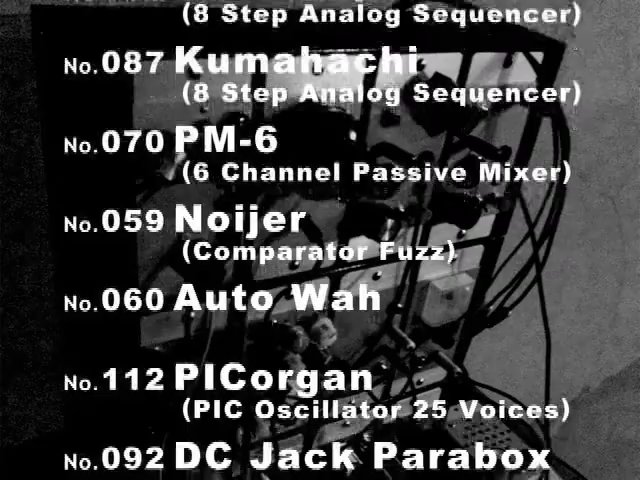 (8 Step Analog Sequencer)
No.087 Kumahachi
(8 Step Analog Sequencer)
No.070 PM-6
(6 Channel Passive Mixer)
No.059 Noijer
(Comparator Fuzz)
No.060 Auto Wah
No.112 PICorgan
(PIC Oscillator 25 Voices)
No.092 DC Jack Parabox